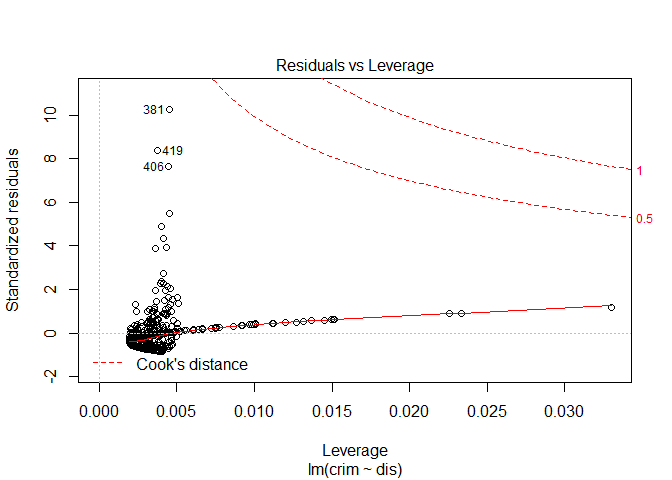 Residuals vs Leverage
Standardized residuals
10
8
6
4
2
0
-2
381
419
406
1
0.5
Cook's distance
0.000 0.005 0.010 0.015 0.020 0.025 0.030
Leverage
lm(crim ~ dis)